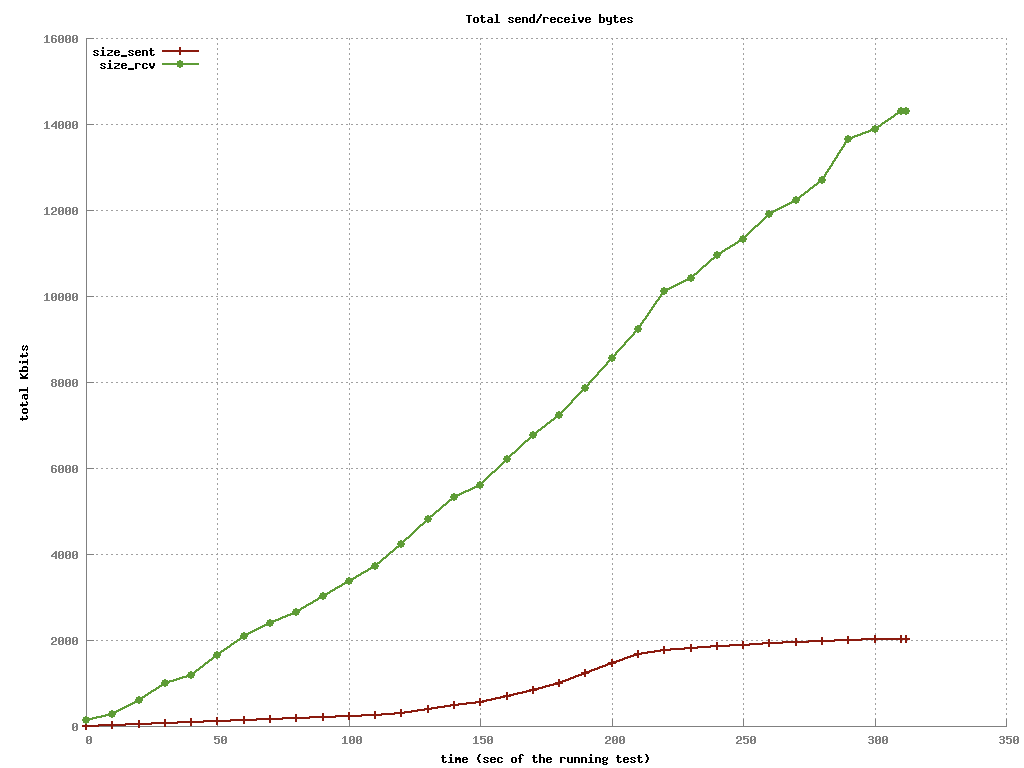 Total send/receive bytes
16000
size_sent
size_rcv
14000
12000
10000
total Kbits
8000
6000
4000
2000
0
0 50 100 150 200 250 300 350
time (sec of the running test)